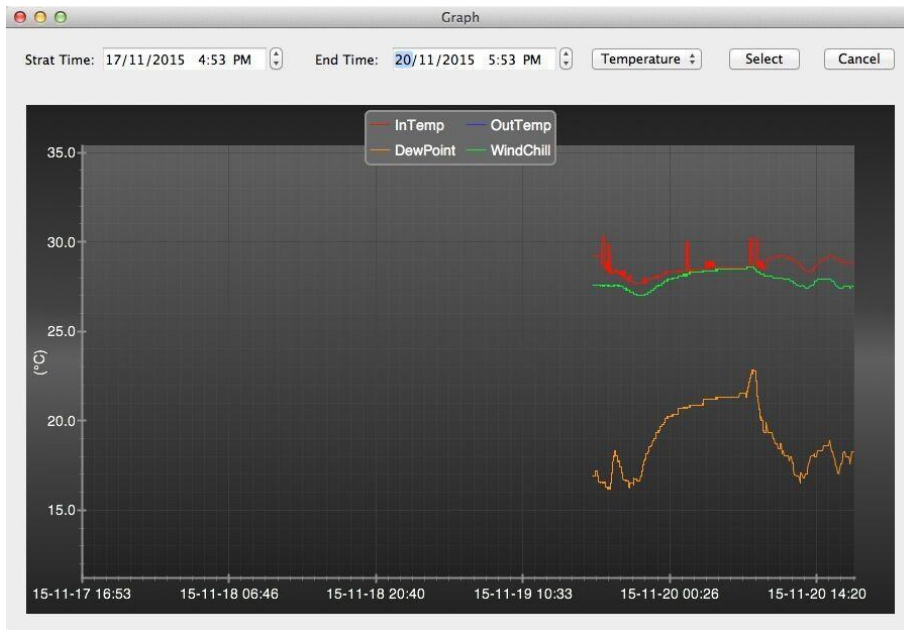 Graph
Strat Time: 17/11/2015 4:53 PM End Time: 20/11/2015 5:53 PM Temperature Select Cancel
InTemp OutTemp
DewPoint WindChill
35.0
30.0
25.0
(°C)
20.0
15.0
15-11-17 16:53 15-11-18 06:46 15-11-18 20:40 15-11-19 10:33 15-11-20 00:26 15-11-20 14:20